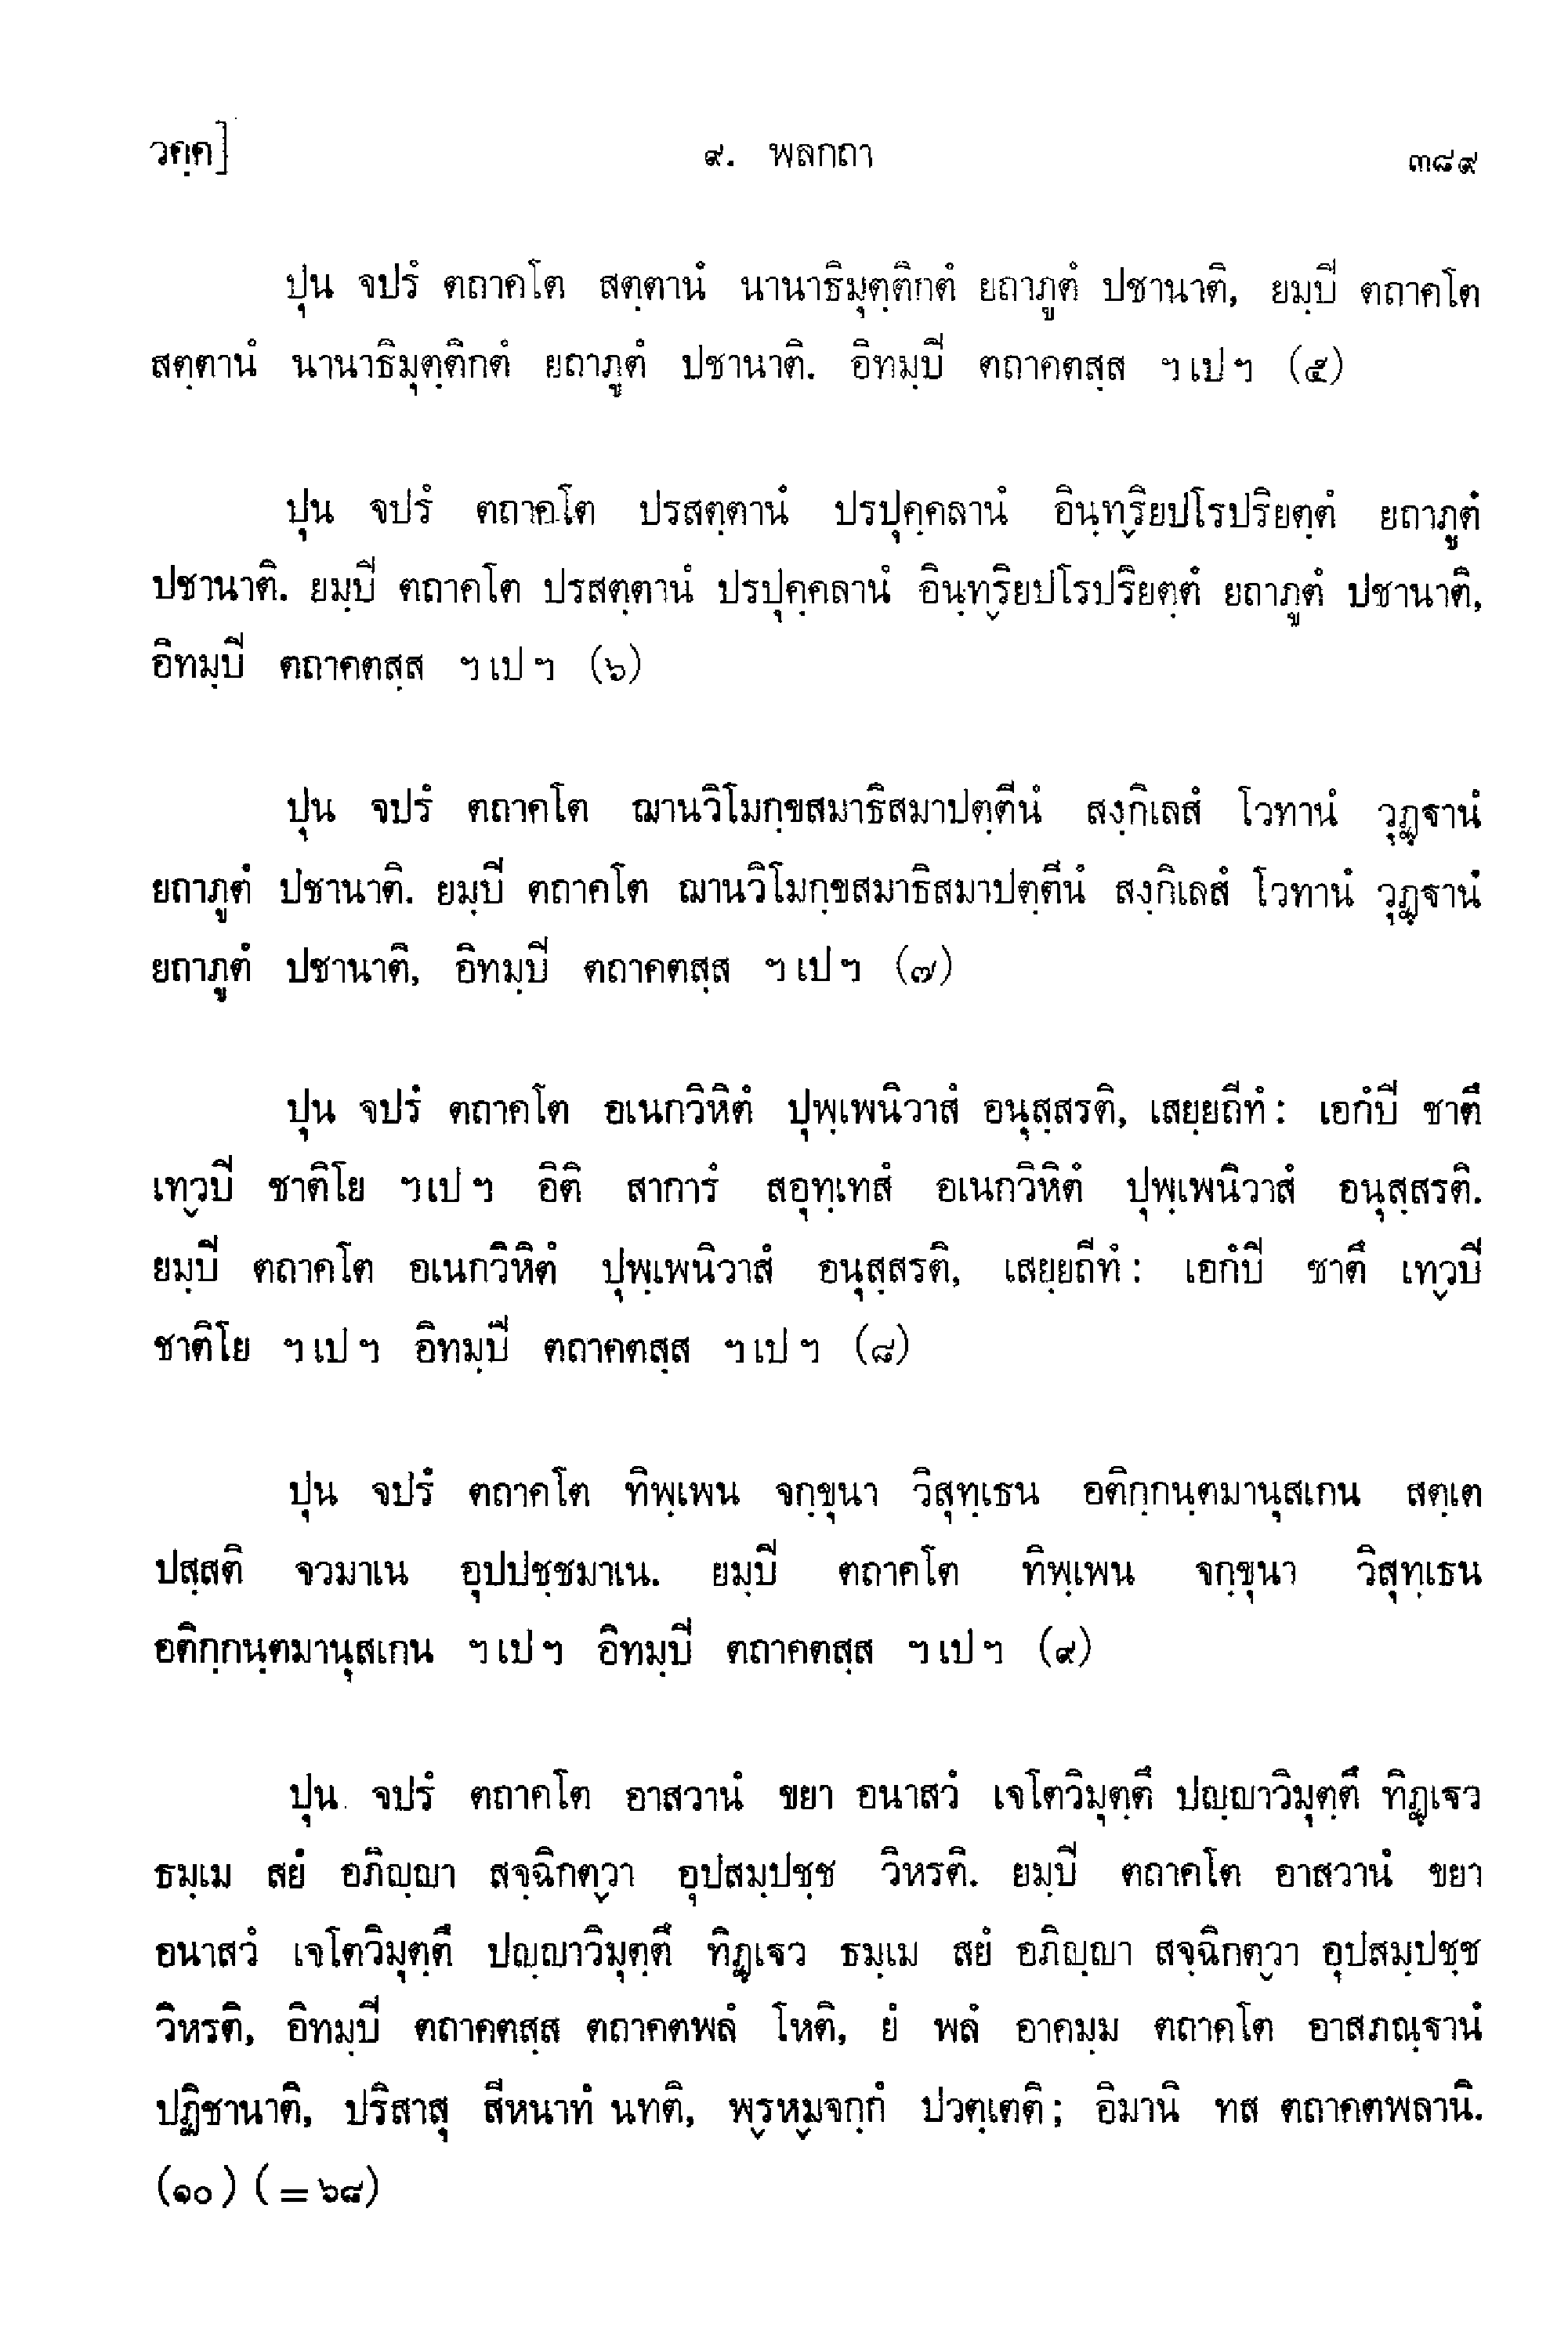 วคฺค]
๙. พลกถา
๓๘๙
ปุน จปรํ ตถาคโต สตฺตานํ นานาธิมุตฺติกตํ ยถาภูตํ ปชานาติ, ยมฺปิ ตถาคโต
สตฺตานํ นานาธิมุตฺติกตํ ยถาภูตํ ปชานาติ. อิทมฺปิ ตถาคตสฺส ฯ เป ฯ (๕)
ปุน จปรํ ตถาคโต ปรสตฺตานํ ปรปุคฺคลานํ อินฺทฺริยปโรปริยตฺตํ ยถาภูตํ
ปชานาติ. ยมฺปิ ตถาคโต ปรสตฺตานํ ปรปุคฺคลานํ อินฺทฺริยปโรปริยตฺตํ ยถาภูตํ ปชานาติ,
อิทมฺปิ ตถาคตสฺส ฯ เป ฯ (๖)
ปุน จปรํ ตถาคโต ฌานวิโมกฺขสมาธิสมาปตฺตีนํ สงฺกิเลสํ โวทานํ วุฏฺฐานํ
ยถาภูตํ ปชานาติ. ยมฺปิ ตถาคโต ฌานวิโมกฺขสมาธิสมาปตฺตีนํ สงฺกิเลสํ โวทานํ วุฏฺฐานํ
ยถาภูตํ ปชานาติ, อิทมฺปิ ตถาคตสฺส ฯ เป ฯ (๗)
ปุน จปรํ ตถาคโต อเนกวิหิตํ ปุพฺเพนิวาสํ อนุสฺสรติ, เสยฺยถีทํ: เอกํปิ ชาตึ
เทฺวปิ ชาติโย ฯ เป ฯ อิติ สาการํ สอุทฺเทสํ อเนกวิหิตํ ปุพฺเพนิวาสํ อนุสฺสรติ.
ยมฺปิ ตถาคโต อเนกวิหิตํ ปุพฺเพนิวาสํ อนุสฺสรติ, เสยฺยถีทํ: เอกํปิ ชาตึ เทฺวปิ
ชาติโย ฯ เป ฯ อิทมฺปิ ตถาคตสฺส ฯ เป ฯ (๘)
ปุน จปรํ ตถาคโต ทิพฺเพน จกฺขุนา วิสุทฺเธน อติกฺกนฺตมานุสเกน สตฺเต
ปสฺสติ จวมาเน อุปปชฺชมาเน. ยมฺปิ ตถาคโต ทิพฺเพน จกฺขุนา วิสุทฺเธน
อติกฺกนฺตมานุสเกน ฯ เป ฯ อิทมฺปิ ตถาคตสฺส ฯ เป ฯ (๙)
ปุน จปรํ ตถาคโต อาสวานํ ขยา อนาสวํ เจโตวิมุตฺตึ ปญฺญาวิมุตฺตึ ทิฏฺเฐว
ธมฺเม สยํ อภิญฺญา สจฺฉิกตฺวา อุปสมฺปชฺช วิหรติ. ยมฺปิ ตถาคโต อาสวานํ ขยา
อนาสวํ เจโตวิมุตฺตึ ปญฺญาวิมุตฺตึ ทิฏฺเฐว ธมฺเม สยํ อภิญฺญา สจฺฉิกตฺวา อุปสมฺปชฺช
วิหรติ, อิทมฺปิ ตถาคตสฺส ตถาคตพลํ โหติ, ยํ พลํ อาคมฺม ตถาคโต อาสภณฺฐานํ
ปฏิชานาติ, ปริสาสุ สีหนาทํ นทติ, พฺรหฺมจกฺกํ ปวตฺเตติ; อิมานิ ทส ตถาคตพลานิ.
(๑๐) (=๖๘)